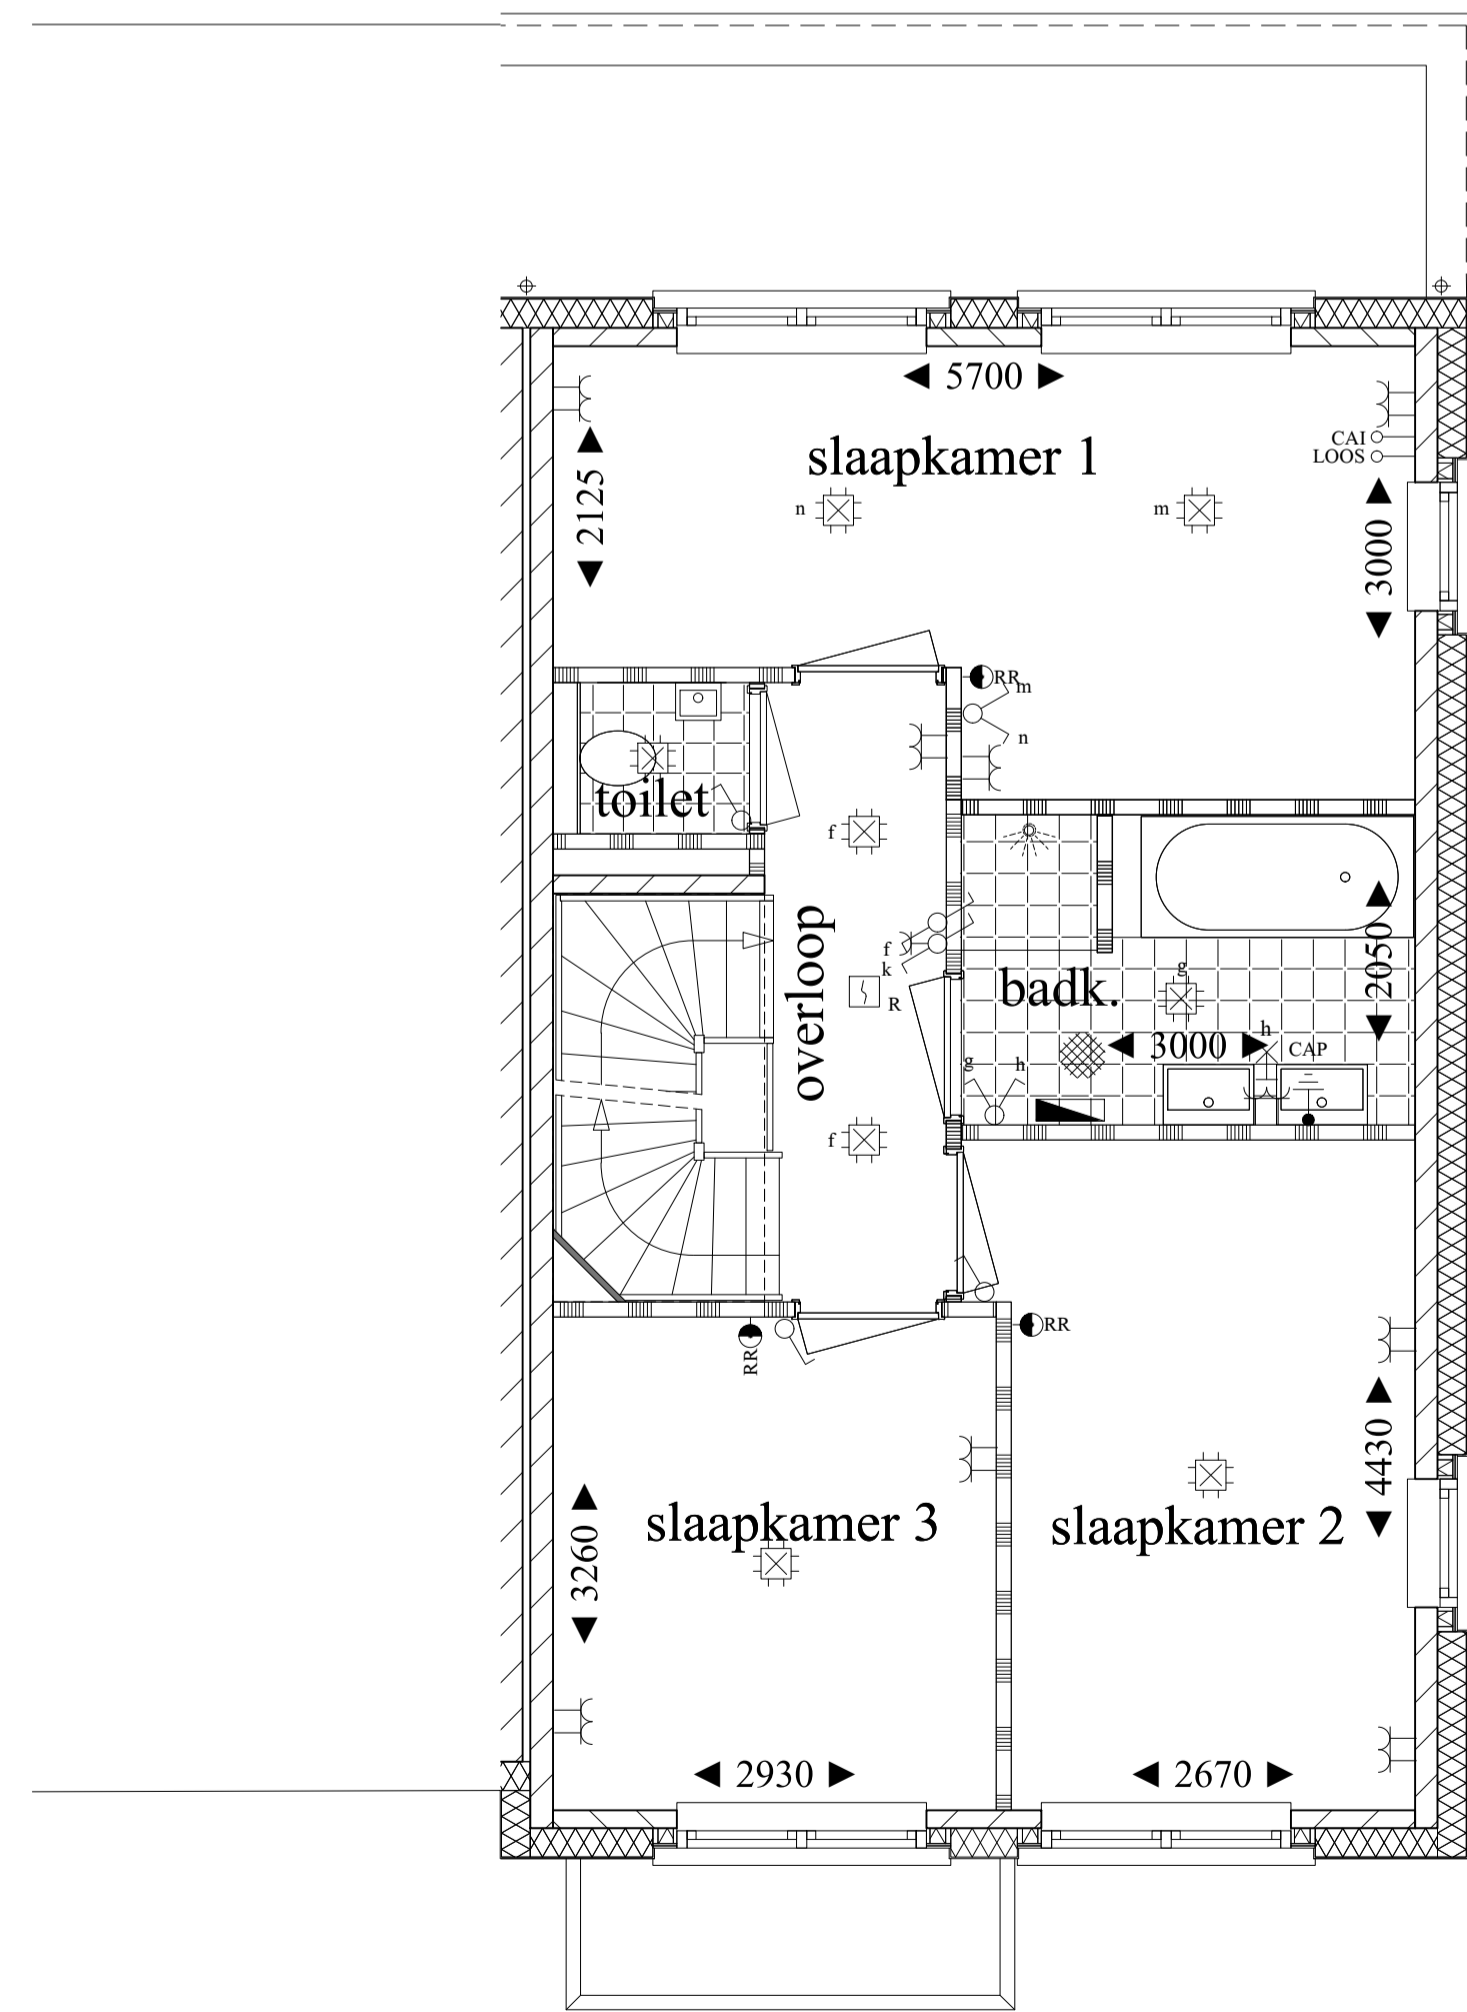 5700
slaapkamer 1
CAI
LOOS
2125
n
m
3000
RR
m
n
toilet
f
overloop
f
k
R
badk.
g
2050
3000
h
CAP
g
h
f
RR
RR
slaapkamer 3
slaapkamer 2
4430
3260
2930
2670